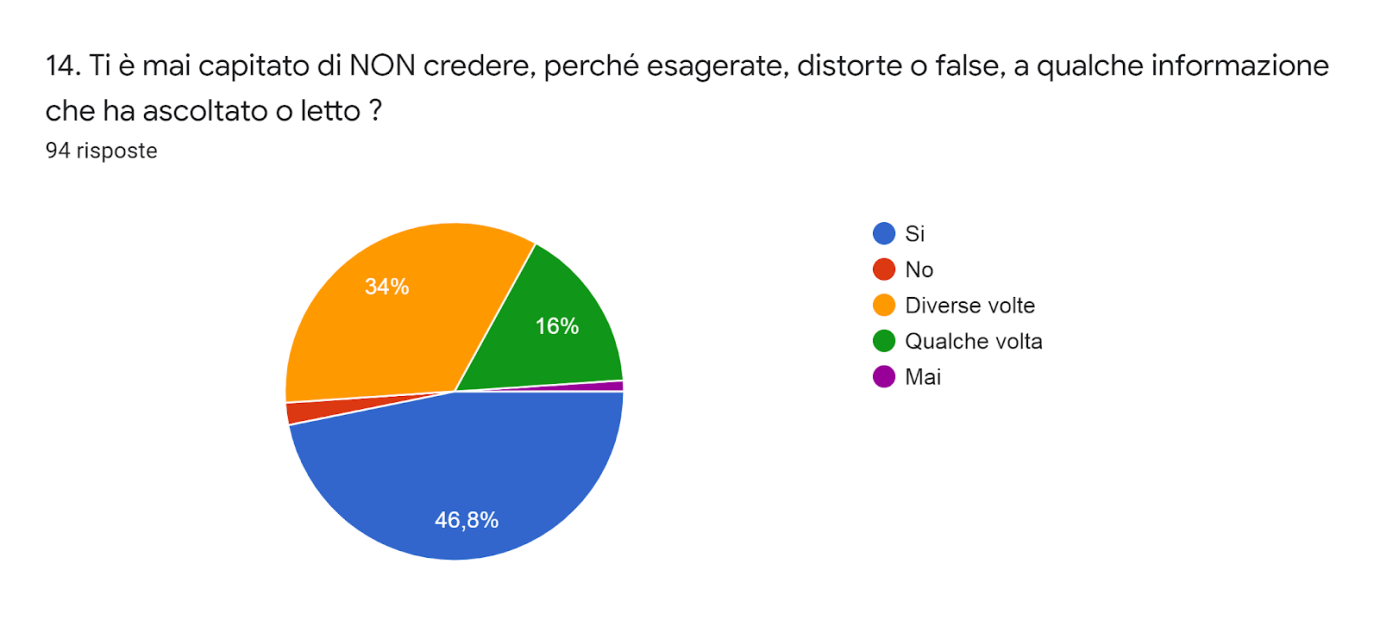 14. Ti è mai capitato di NON credere, perché esagerate, distorte o false, a qualche informazione
che ha ascoltato o letto ?
94 risposte
34%
16%
46,8%
Si
No
Diverse volte
Qualche volta
Mai